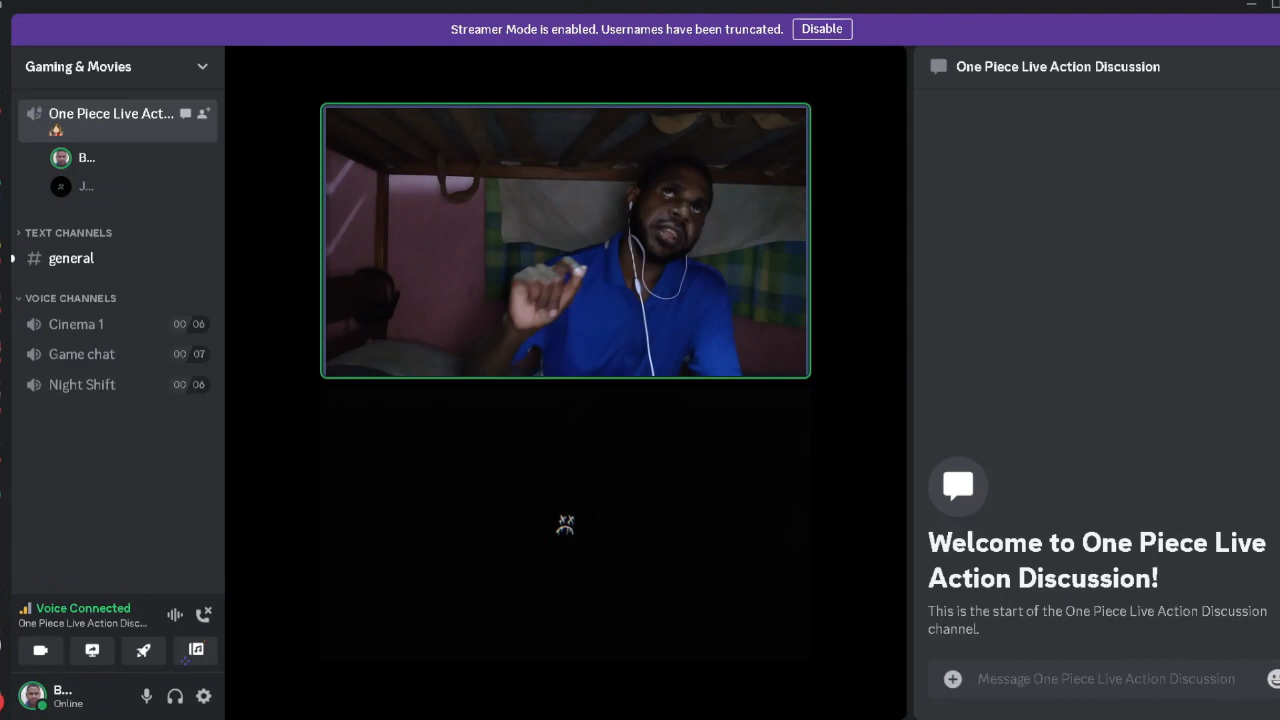 Streamer Mode is enabled. Usernames have been truncated. Disable
Gaming & Movies
One Piece Live Act...
B...
J...
TEXT CHANNELS
general
VOICE CHANNELS
Cinema 1 00 06
Game chat 00 07
Night Shift 00 06
Voice Connected
One Piece Live Action Disc...
B...
Online
One Piece Live Action Discussion
Welcome to One Piece Live
Action Discussion!
This is the start of the One Piece Live Action Discussion
channel.
Message One Piece Live Action Discussion